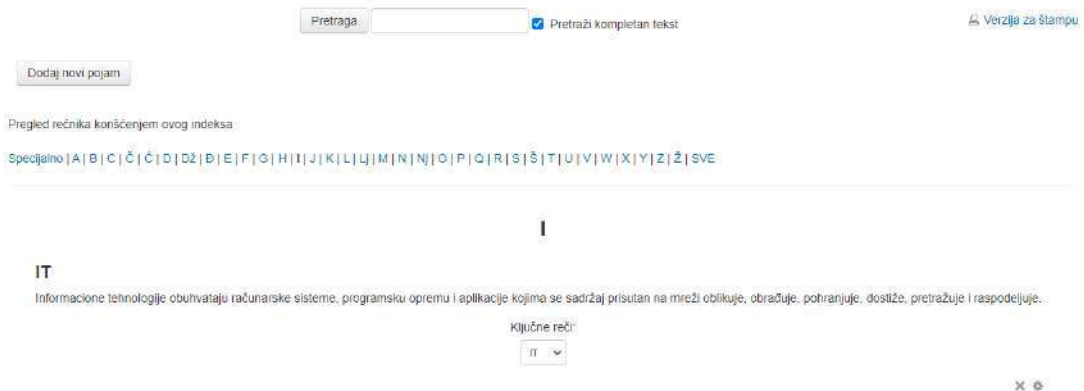 Pretraga
Pretraži kompletan tekst
Verzija za štampu
Dodaj novi pojam
Pregled rečnika korišćenjem ovog indeksa
Specijalno | A | B | C | Č | Ć | D | DŽ | Đ | E | F | G | H | I | J | K | L | LJ | M | N | NJ | O | P | Q | R | S | Š | T | U | V | W | X | Y | Z | Ž | SVE
I
IT
Informacione tehnologije obuhvataju računarske sisteme, programsku opremu i aplikacije kojima se sadržaj prisutan na mreži oblikuje, obrađuje, pohranjuje, dostiže, pretražuje i raspodeljuje.
Ključne reči:
IT